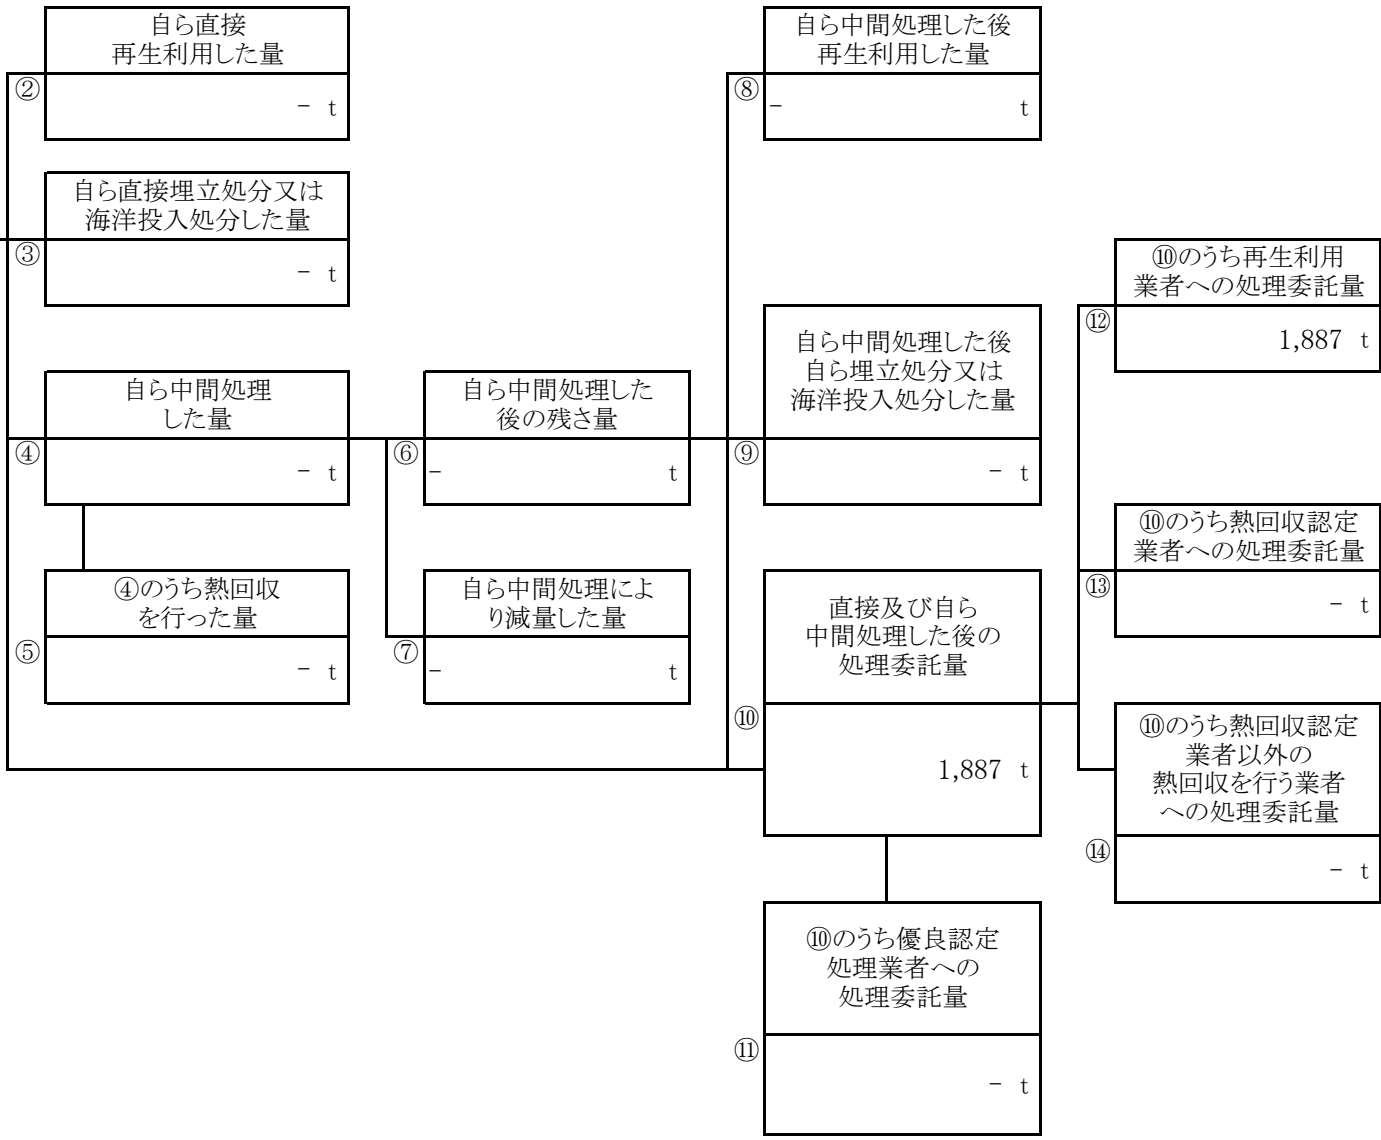 自ら直接
再生利用した量
②
－ t
自ら直接埋立処分又は
海洋投入処分した量
③
－ t
自ら中間処理
した量
④
－ t
④のうち熱回収
を行った量
⑤
－ t
自ら中間処理した
後の残さ量
⑥
－ t
自ら中間処理によ
り減量した量
⑦
－ t
自ら中間処理した後
再生利用した量
⑧
－ t
自ら中間処理した後
自ら埋立処分又は
海洋投入処分した量
⑨
－ t
直接及び自ら
中間処理した後の
処理委託量
⑩
1,887 t
⑩のうち優良認定
処理業者への
処理委託量
⑪
－ t
⑩のうち再生利用
業者への処理委託量
⑫
1,887 t
⑩のうち熱回収認定
業者への処理委託量
⑬
－ t
⑩のうち熱回収認定
業者以外の
熱回収を行う業者
への処理委託量
⑭
－ t